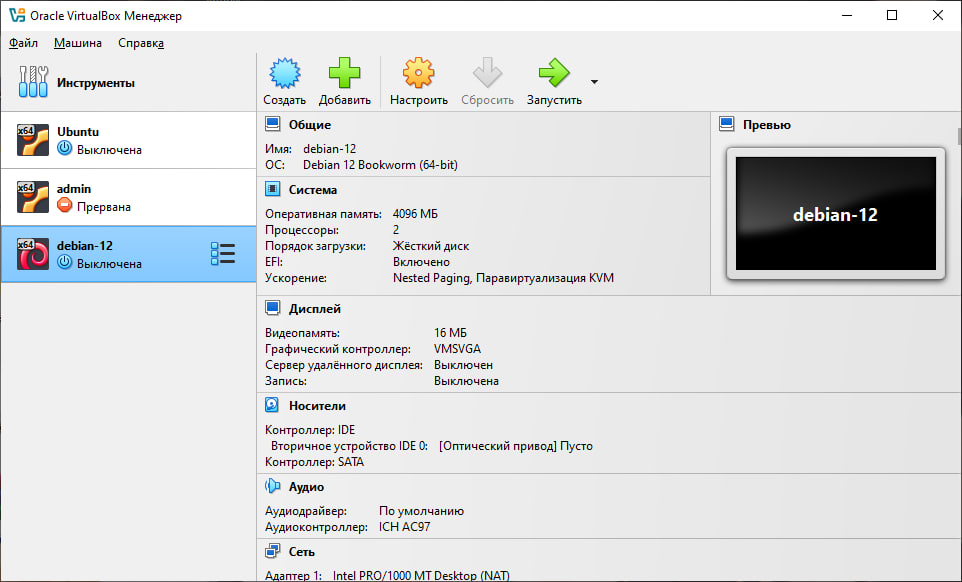 Oracle VirtualBox Менеджер
Файл Машина Справка
Инструменты
Создать Добавить Настроить Сбросить Запустить
x64 Ubuntu
Выключена
x64 admin
Прервана
x64 debian-12
Выключена
Общие
Имя: debian-12
ОС: Debian 12 Bookworm (64-bit)
Превью
debian-12
Система
Оперативная память: 4096 МБ
Процессоры: 2
Порядок загрузки: Жёсткий диск
EFI: Включено
Ускорение: Nested Paging, Паравиртуализация KVM
Дисплей
Видеопамять: 16 МБ
Графический контроллер: VMSVGA
Сервер удалённого дисплея: Выключен
Запись: Выключена
Носители
Контроллер: IDE
Вторичное устройство IDE 0: [Оптический привод] Пусто
Контроллер: SATA
Аудио
Аудиодрайвер: По умолчанию
Аудиоконтроллер: ICH AC97
Сеть
Адаптер 1: Intel PRO/1000 MT Desktop (NAT)